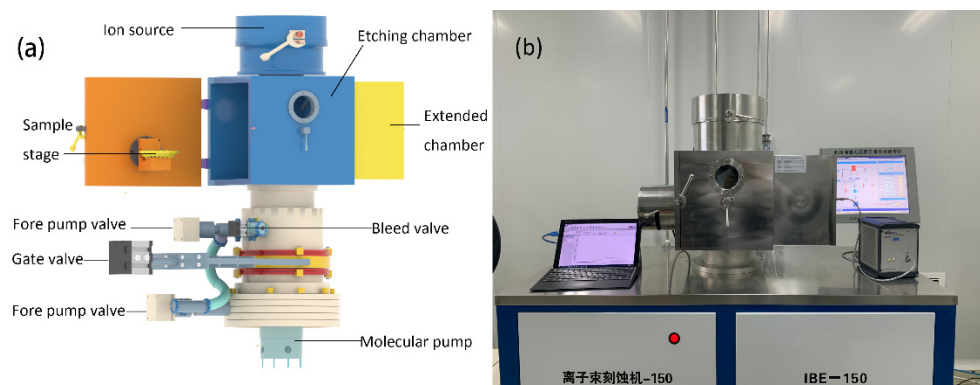 (a)
Ion source
Etching chamber
Sample
stage
Extended
chamber
Fore pump valve
Bleed valve
Gate valve
Fore pump valve
Molecular pump
(b)
离子束刻蚀机-150
IBE-150